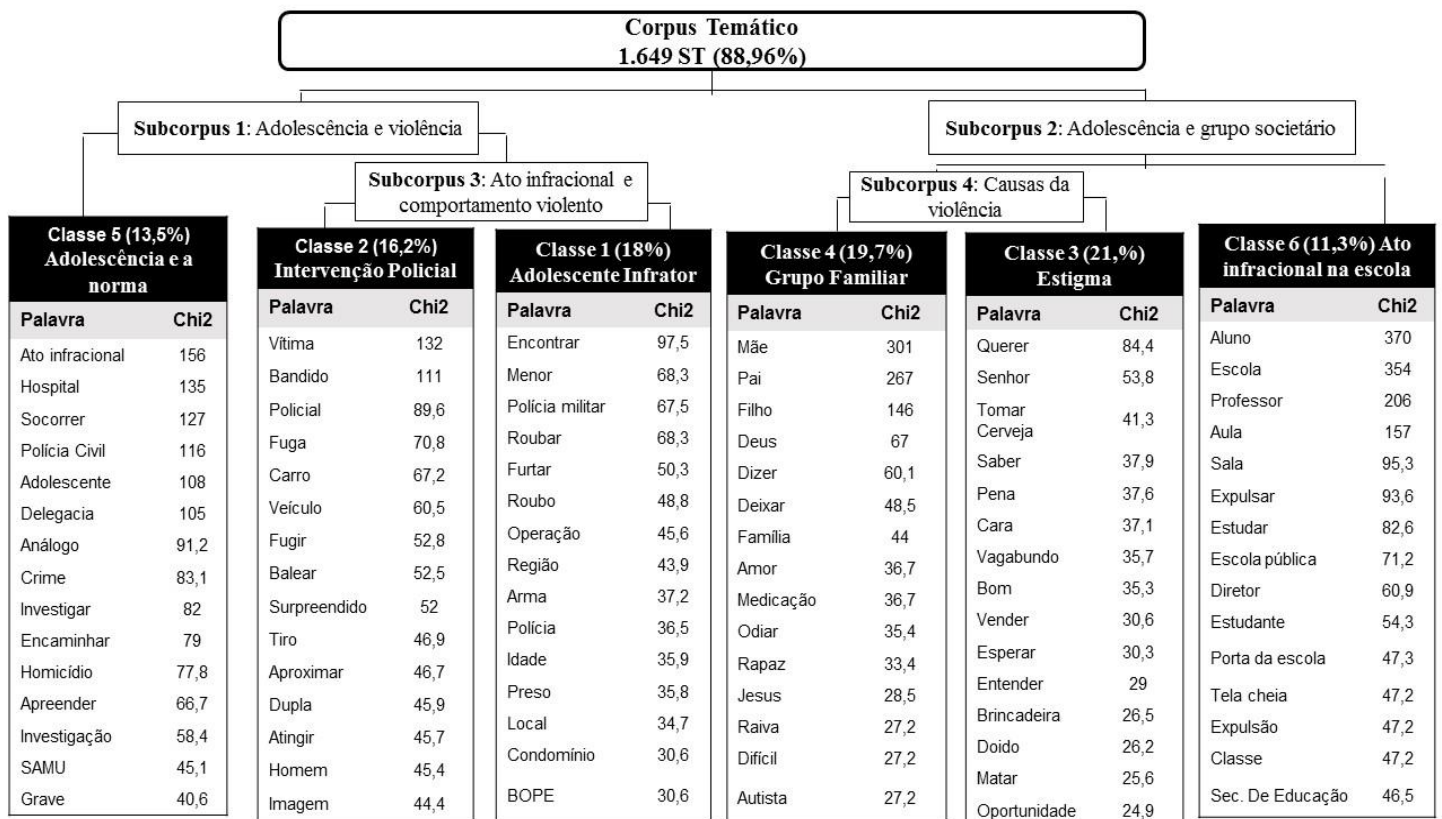 Corpus Temático
1.649 ST (88,96%)
Subcorpus 1: Adolescência e violência
Subcorpus 2: Adolescência e grupo societário
Subcorpus 3: Ato infracional e
comportamento violento
Subcorpus 4: Causas da
violência
Classe 5 (13,5%)
Adolescência e a
norma
Palavra Chi2
Ato infracional 156
Hospital 135
Socorrer 127
Polícia Civil 116
Adolescente 108
Delegacia 105
Análogo 91,2
Crime 83,1
Investigar 82
Encaminhar 79
Homicídio 77,8
Apreender 66,7
Investigação 58,4
SAMU 45,1
Grave 40,6
Classe 2 (16,2%)
Intervenção Policial
Palavra Chi2
Vítima 132
Bandido 111
Policial 89,6
Fuga 70,8
Carro 67,2
Veículo 60,5
Fugir 52,8
Balear 52,5
Surpreendido 52
Tiro 46,9
Aproximar 46,7
Dupla 45,9
Atingir 45,7
Homem 45,4
Imagem 44,4
Classe 1 (18%)
Adolescente Infrator
Palavra Chi2
Encontrar 97,5
Menor 68,3
Polícia militar 67,5
Roubar 68,3
Furtar 50,3
Roubo 48,8
Operação 45,6
Região 43,9
Arma 37,2
Polícia 36,5
Idade 35,9
Preso 35,8
Local 34,7
Condomínio 30,6
BOPE 30,6
Classe 4 (19,7%)
Grupo Familiar
Palavra Chi2
Mãe 301
Pai 267
Filho 146
Deus 67
Dizer 60,1
Deixar 48,5
Família 44
Amor 36,7
Medicação 36,7
Odiar 35,4
Rapaz 33,4
Jesus 28,5
Raiva 27,2
Difícil 27,2
Autista 27,2
Classe 3 (21,%)
Estigma
Palavra Chi2
Querer 84,4
Senhor 53,8
Tomar
Cerveja 41,3
Saber 37,9
Pena 37,6
Cara 37,1
Vagabundo 35,7
Bom 35,3
Vender 30,6
Esperar 30,3
Entender 29
Brincadeira 26,5
Doido 26,2
Matar 25,6
Oportunidade 24,9
Classe 6 (11,3%) Ato
infracional na escola
Palavra Chi2
Aluno 370
Escola 354
Professor 206
Aula 157
Sala 95,3
Expulsar 93,6
Estudar 82,6
Escola pública 71,2
Diretor 60,9
Estudante 54,3
Porta da escola 47,3
Tela cheia 47,2
Expulsão 47,2
Classe 47,2
Sec. De Educação 46,5